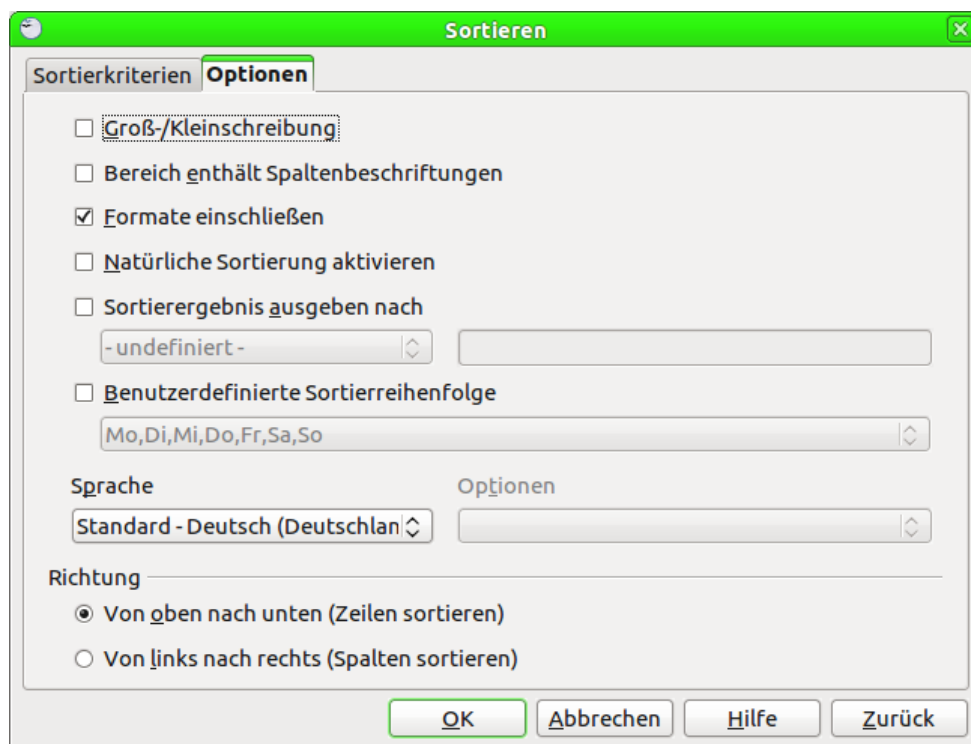 Sortieren
Sortierkriterien Optionen
Groß-/Kleinschreibung
Bereich enthält Spaltenbeschriftungen
Formate einschließen
Natürliche Sortierung aktivieren
Sortierergebnis ausgeben nach
- undefiniert -
Benutzerdefinierte Sortierreihenfolge
Mo,Di,Mi,Do,Fr,Sa,So
Sprache Optionen
Standard - Deutsch (Deutschlan
Richtung
Von oben nach unten (Zeilen sortieren)
Von links nach rechts (Spalten sortieren)
OK Abbrechen Hilfe Zurück